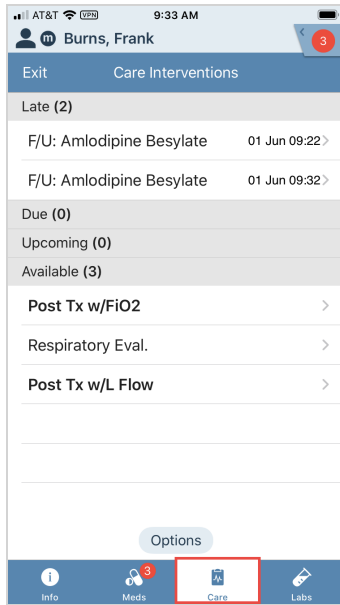 AT&T VPN 9:33 AM
m Burns, Frank 3
Exit Care Interventions
Late (2)
F/U: Amlodipine Besylate 01 Jun 09:22
F/U: Amlodipine Besylate 01 Jun 09:32
Due (0)
Upcoming (0)
Available (3)
Post Tx w/FiO2
Respiratory Eval.
Post Tx w/L Flow
Options
3
Info Meds Care Labs